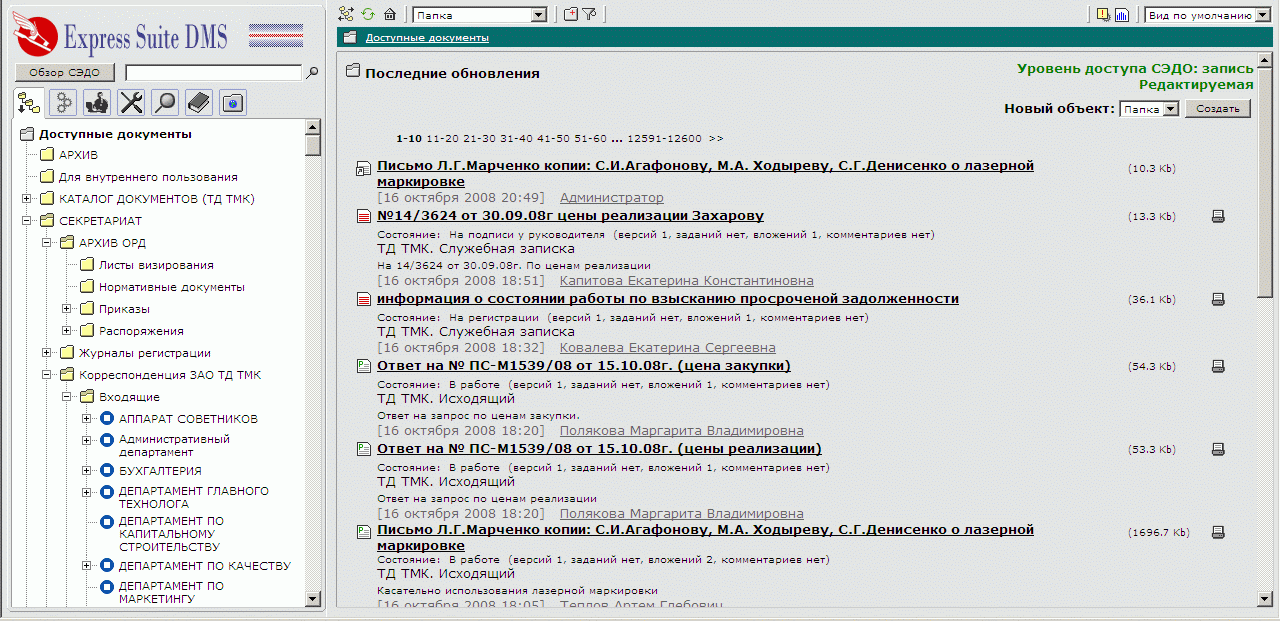 Express Suite DMS
Обзор СЭДО
Доступные документы
АРХИВ
Для внутреннего пользования
КАТАЛОГ ДОКУМЕНТОВ (ТД ТМК)
СЕКРЕТАРИАТ
АРХИВ ОРД
Листы визирования
Нормативные документы
Приказы
Распоряжения
Журналы регистрации
Корреспонденция ЗАО ТД ТМК
Входящие
АППАРАТ СОВЕТНИКОВ
Административный
департамент
БУХГАЛТЕРИЯ
ДЕПАРТАМЕНТ ГЛАВНОГО
ТЕХНОЛОГА
ДЕПАРТАМЕНТ ПО
КАПИТАЛЬНОМУ
СТРОИТЕЛЬСТВУ
ДЕПАРТАМЕНТ ПО КАЧЕСТВУ
ДЕПАРТАМЕНТ ПО
МАРКЕТИНГУ
Папка
Вид по умолчанию
Доступные документы
Последние обновления
Уровень доступа СЭДО: запись
Редактируемая
Новый объект: Папка Создать
1-10 11-20 21-30 31-40 41-50 51-60 ... 12591-12600 >>
Письмо Л.Г.Марченко копии: С.И.Агафонову, М.А. Ходыреву, С.Г.Денисенко о лазерной (10.3 Kb)
маркировке
[16 октября 2008 20:49] Администратор
№14/3624 от 30.09.08г цены реализации Захарову (13.3 Kb)
Состояние: На подписи у руководителя (версий 1, заданий нет, вложений 1, комментариев нет)
ТД ТМК. Служебная записка
На 14/3624 от 30.09.08г. По ценам реализации
[16 октября 2008 18:51] Капитова Екатерина Константиновна
информация о состоянии работы по взысканию просроченой задолженности (36.1 Kb)
Состояние: На регистрации (версий 1, заданий нет, вложений 1, комментариев нет)
ТД ТМК. Служебная записка
[16 октября 2008 18:32] Ковалева Екатерина Сергеевна
Ответ на № ПС-М1539/08 от 15.10.08г. (цена закупки) (54.3 Kb)
Состояние: В работе (версий 1, заданий нет, вложений 1, комментариев нет)
ТД ТМК. Исходящий
Ответ на запрос по ценам закупки.
[16 октября 2008 18:20] Полякова Маргарита Владимировна
Ответ на № ПС-М1539/08 от 15.10.08г. (цены реализации) (53.3 Kb)
Состояние: В работе (версий 1, заданий нет, вложений 1, комментариев нет)
ТД ТМК. Исходящий
Ответ на запрос по ценам реализации
[16 октября 2008 18:20] Полякова Маргарита Владимировна
Письмо Л.Г.Марченко копии: С.И.Агафонову, М.А. Ходыреву, С.Г.Денисенко о лазерной (1696.7 Kb)
маркировке
Состояние: В работе (версий 1, заданий нет, вложений 2, комментариев нет)
ТД ТМК. Исходящий
Касательно использования лазерной маркировки
[16 октября 2008 18:05] Теплов Артем Глебович